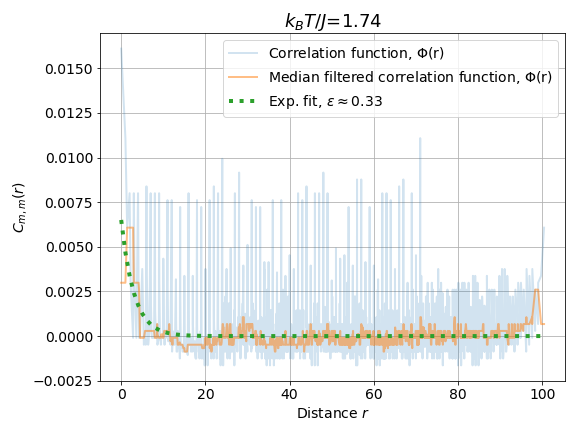 k_BT/J=1.74
Correlation function, Φ(r)
Median filtered correlation function, Φ(r)
Exp. fit, ε ≈ 0.33
C_{m,m}(r)
0.0150
0.0125
0.0100
0.0075
0.0050
0.0025
0.0000
−0.0025
0 20 40 60 80 100
Distance r